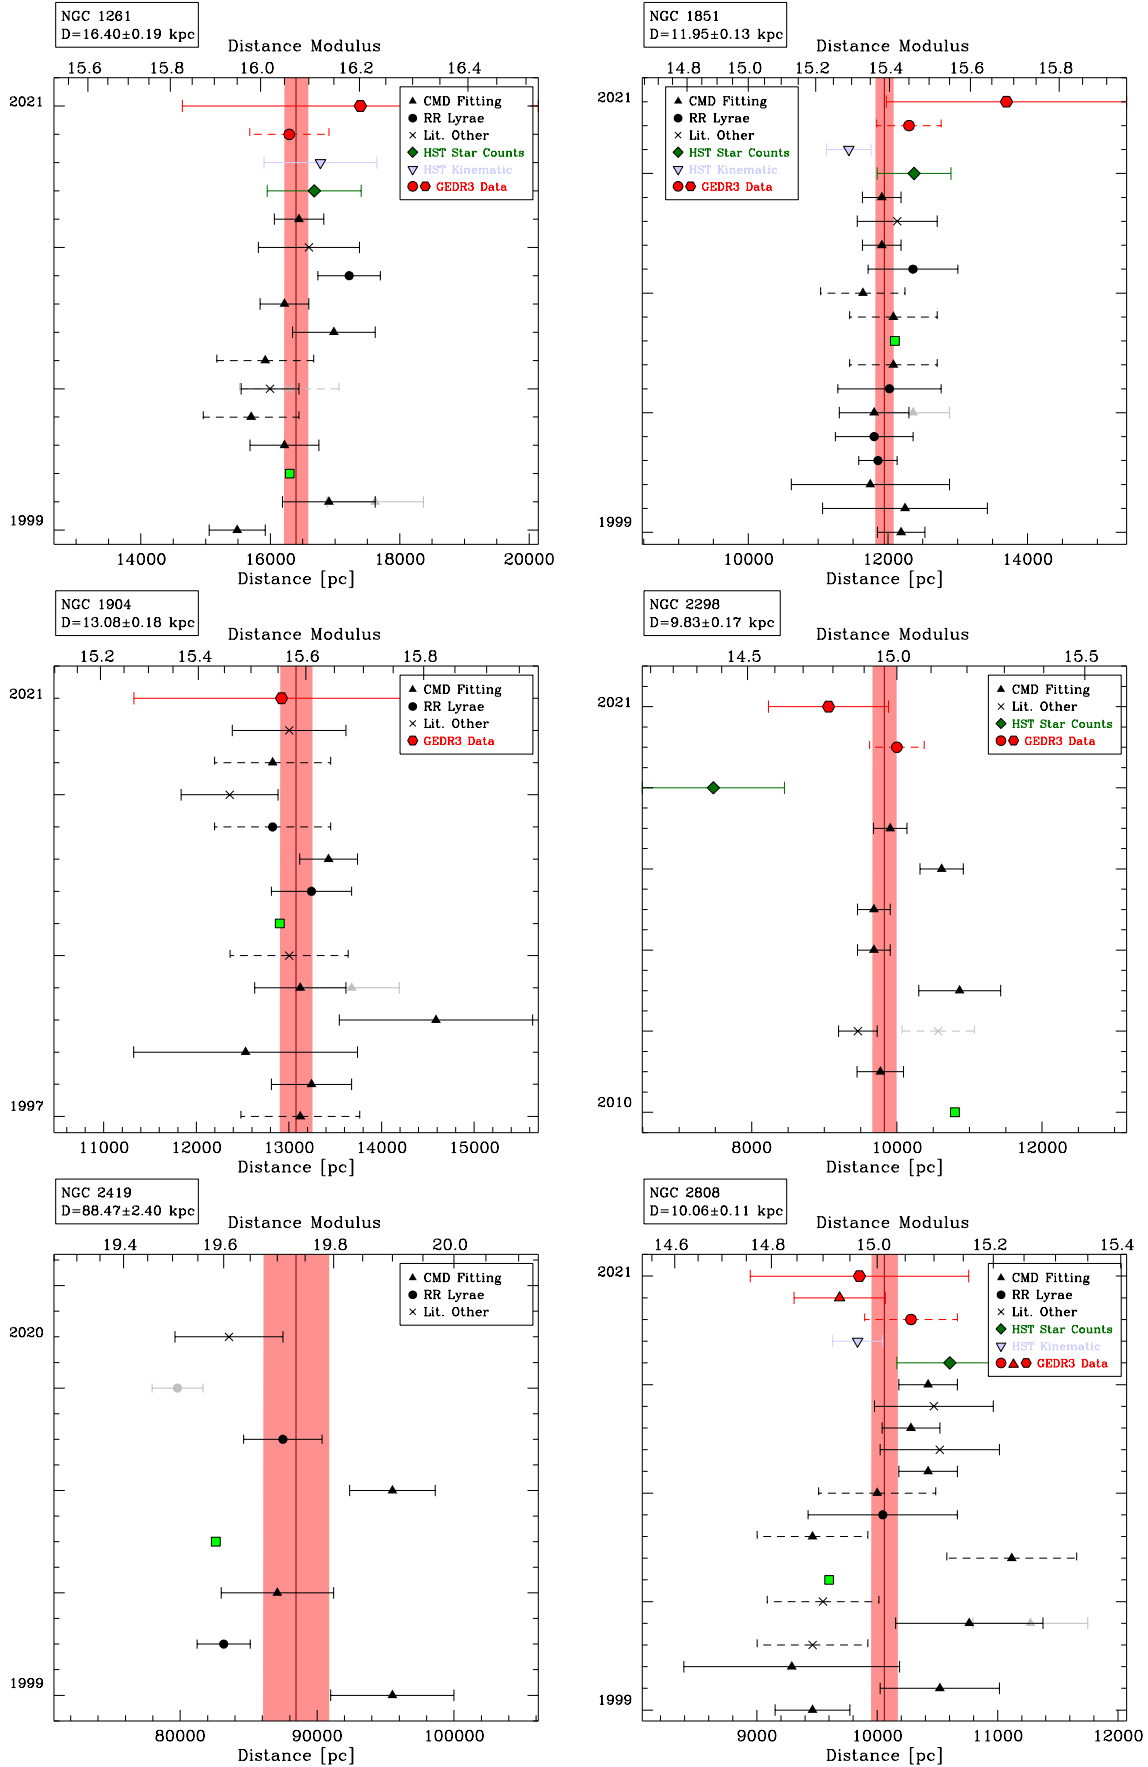 NGC 1261
D=16.40±0.19 kpc
Distance Modulus
15.6 15.8 16.0 16.2 16.4
2021
CMD Fitting
RR Lyrae
Lit. Other
HST Star Counts
HST Kinematic
GEDR3 Data
1999
14000 16000 18000 20000
Distance [pc]
NGC 1851
D=11.95±0.13 kpc
Distance Modulus
14.8 15.0 15.2 15.4 15.6 15.8
2021
CMD Fitting
RR Lyrae
Lit. Other
HST Star Counts
HST Kinematic
GEDR3 Data
1999
10000 12000 14000
Distance [pc]
NGC 1904
D=13.08±0.18 kpc
Distance Modulus
15.2 15.4 15.6 15.8
2021
CMD Fitting
RR Lyrae
Lit. Other
GEDR3 Data
1997
11000 12000 13000 14000 15000
Distance [pc]
NGC 2298
D=9.83±0.17 kpc
Distance Modulus
14.5 15.0 15.5
2021
CMD Fitting
Lit. Other
HST Star Counts
GEDR3 Data
2010
8000 10000 12000
Distance [pc]
NGC 2419
D=88.47±2.40 kpc
Distance Modulus
19.4 19.6 19.8 20.0
CMD Fitting
RR Lyrae
Lit. Other
2020
1999
80000 90000 100000
Distance [pc]
NGC 2808
D=10.06±0.11 kpc
Distance Modulus
14.6 14.8 15.0 15.2 15.4
2021
CMD Fitting
RR Lyrae
Lit. Other
HST Star Counts
HST Kinematic
GEDR3 Data
1999
9000 10000 11000 12000
Distance [pc]